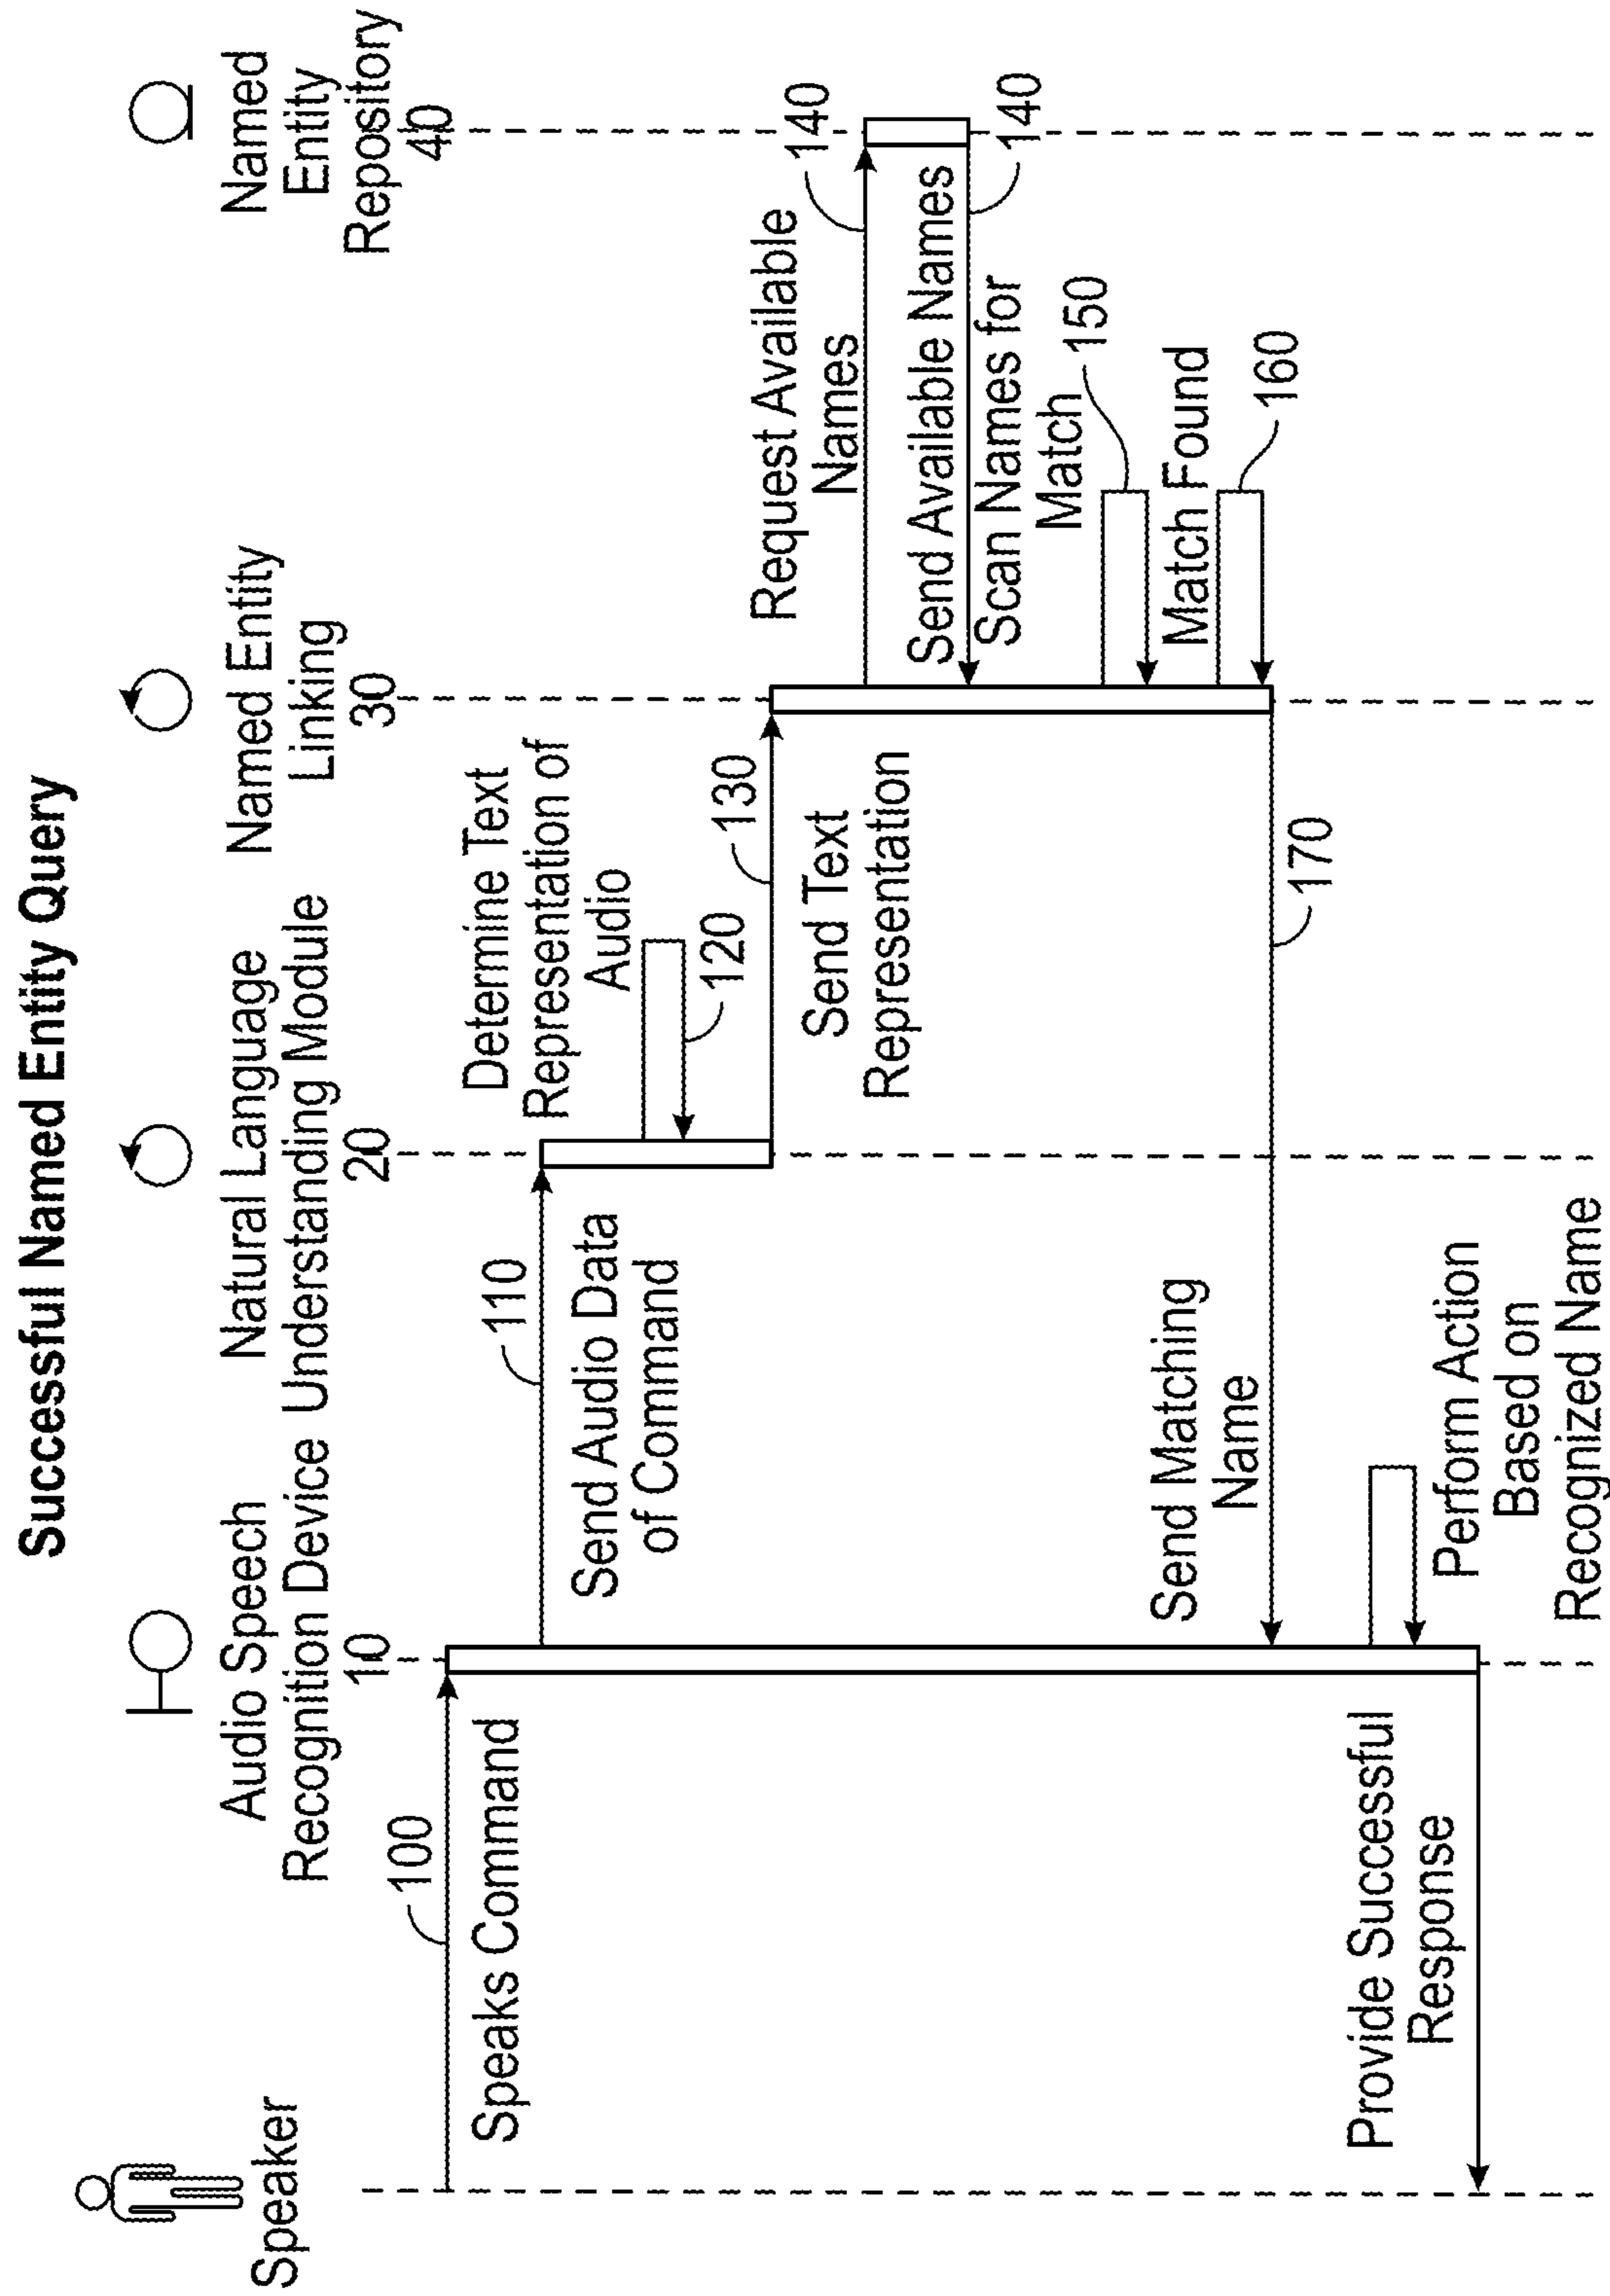 Successful Named Entity Query
Speaker
Audio Speech
Recognition Device
10
Natural Language
Understanding Module
20
Named Entity
Linking
30
Named
Entity
Repository
40
100
Speaks Command
110
Send Audio Data
of Command
Determine Text
Representation of
Audio
120
130
Send Text
Representation
Request Available
Names
140
Send Available Names
140
Scan Names for
Match
150
Match Found
160
170
Send Matching
Name
Perform Action
Based on
Recognized Name
Provide Successful
Response